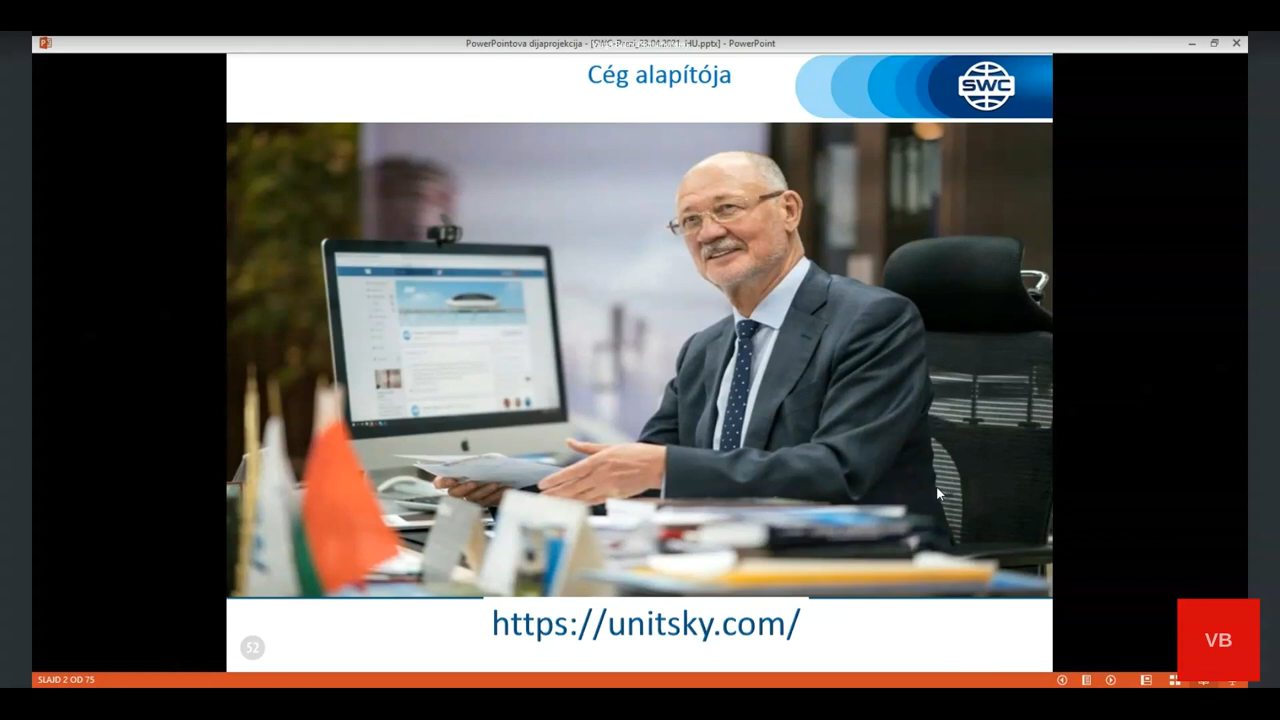 PowerPointova dijaprojekcija - [SWC-Prezi_23.04.2021._HU.pptx] - PowerPoint
Cég alapítója
SWC
https://unitsky.com/
52
VB
SLAJD 2 OD 75